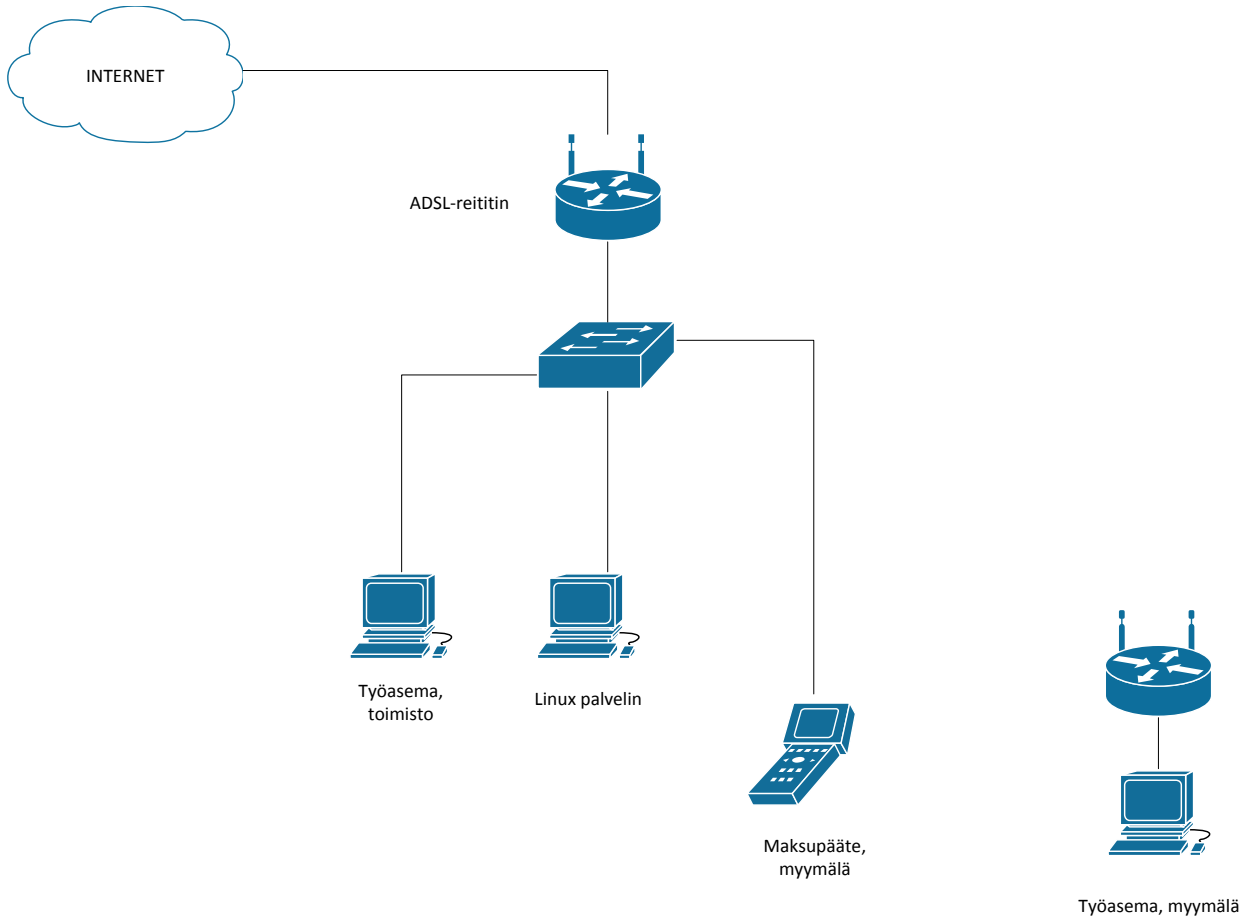 INTERNET
ADSL-reititin
Työasema,
toimisto
Linux palvelin
Maksupääte,
myymälä
Työasema, myymälä